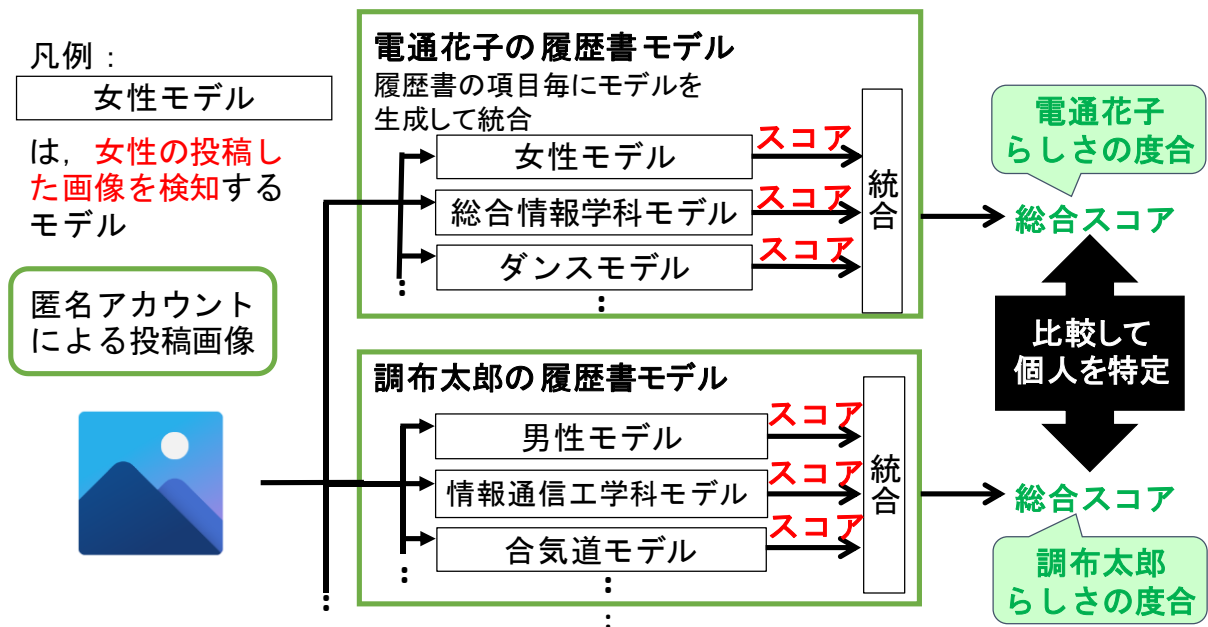 凡例：
女性モデル
は，女性の投稿し
た画像を検知する
モデル
匿名アカウント
による投稿画像
電通花子の履歴書モデル
履歴書の項目毎にモデルを
生成して統合
女性モデル
スコア
総合情報学科モデル
スコア
ダンスモデル
スコア
：
：
統合
電通花子
らしさの度合
総合スコア
比較して
個人を特定
調布太郎の履歴書モデル
男性モデル
スコア
情報通信工学科モデル
スコア
合気道モデル
スコア
：
：
統合
総合スコア
調布太郎
らしさの度合
：
：